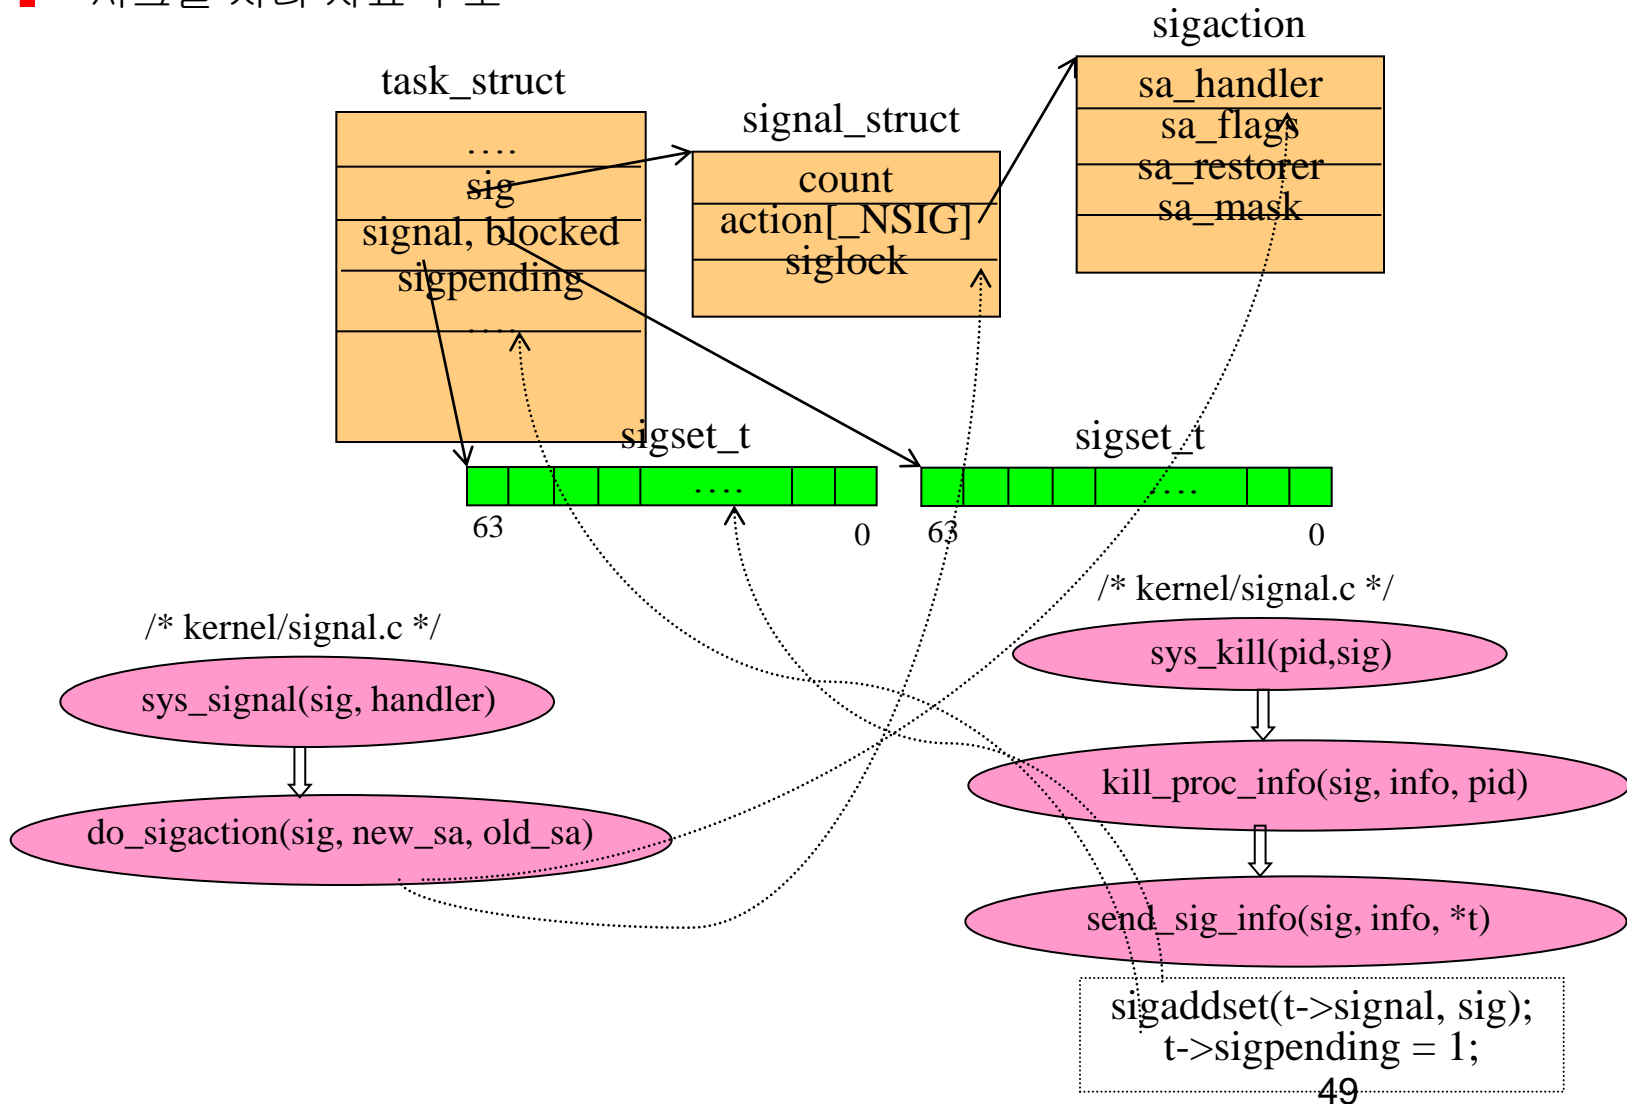 sigaction
task_struct
signal_struct
sa_handler
sa_flags
sa_restorer
sa_mask
....
sig
signal, blocked
sigpending
....
count
action[_NSIG]
siglock
sigset_t
sigset_t
....
....
63
0
63
0
/* kernel/signal.c */
sys_signal(sig, handler)
do_sigaction(sig, new_sa, old_sa)
/* kernel/signal.c */
sys_kill(pid,sig)
kill_proc_info(sig, info, pid)
send_sig_info(sig, info, *t)
sigaddset(t->signal, sig);
t->sigpending = 1;
49